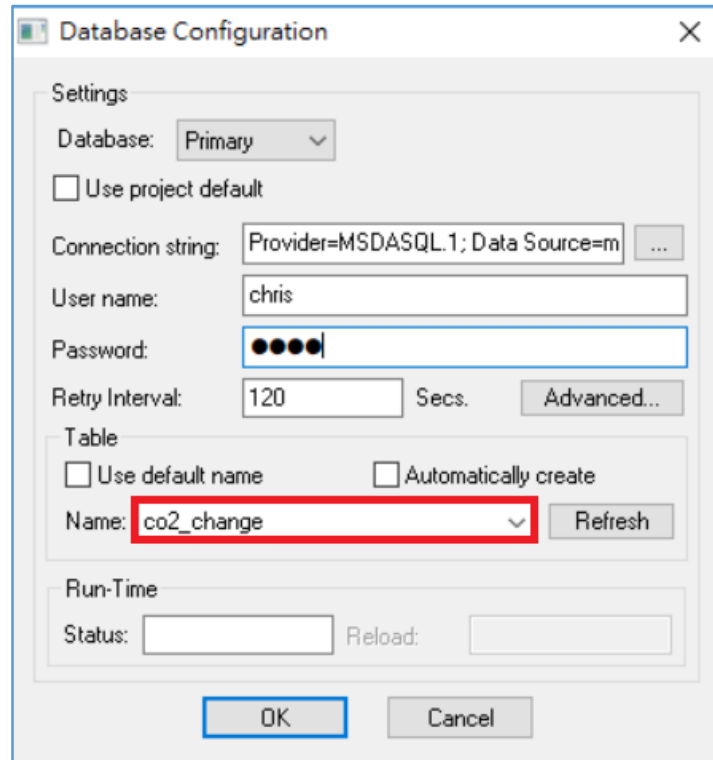 Database Configuration
Settings
Database: Primary
Use project default
Connection string: Provider=MSDASQL.1; Data Source=m ...
User name: chris
Password: ●●●●
Retry Interval: 120 Secs. Advanced...
Table
Use default name Automatically create
Name: co2_change Refresh
Run-Time
Status: Reload:
OK Cancel